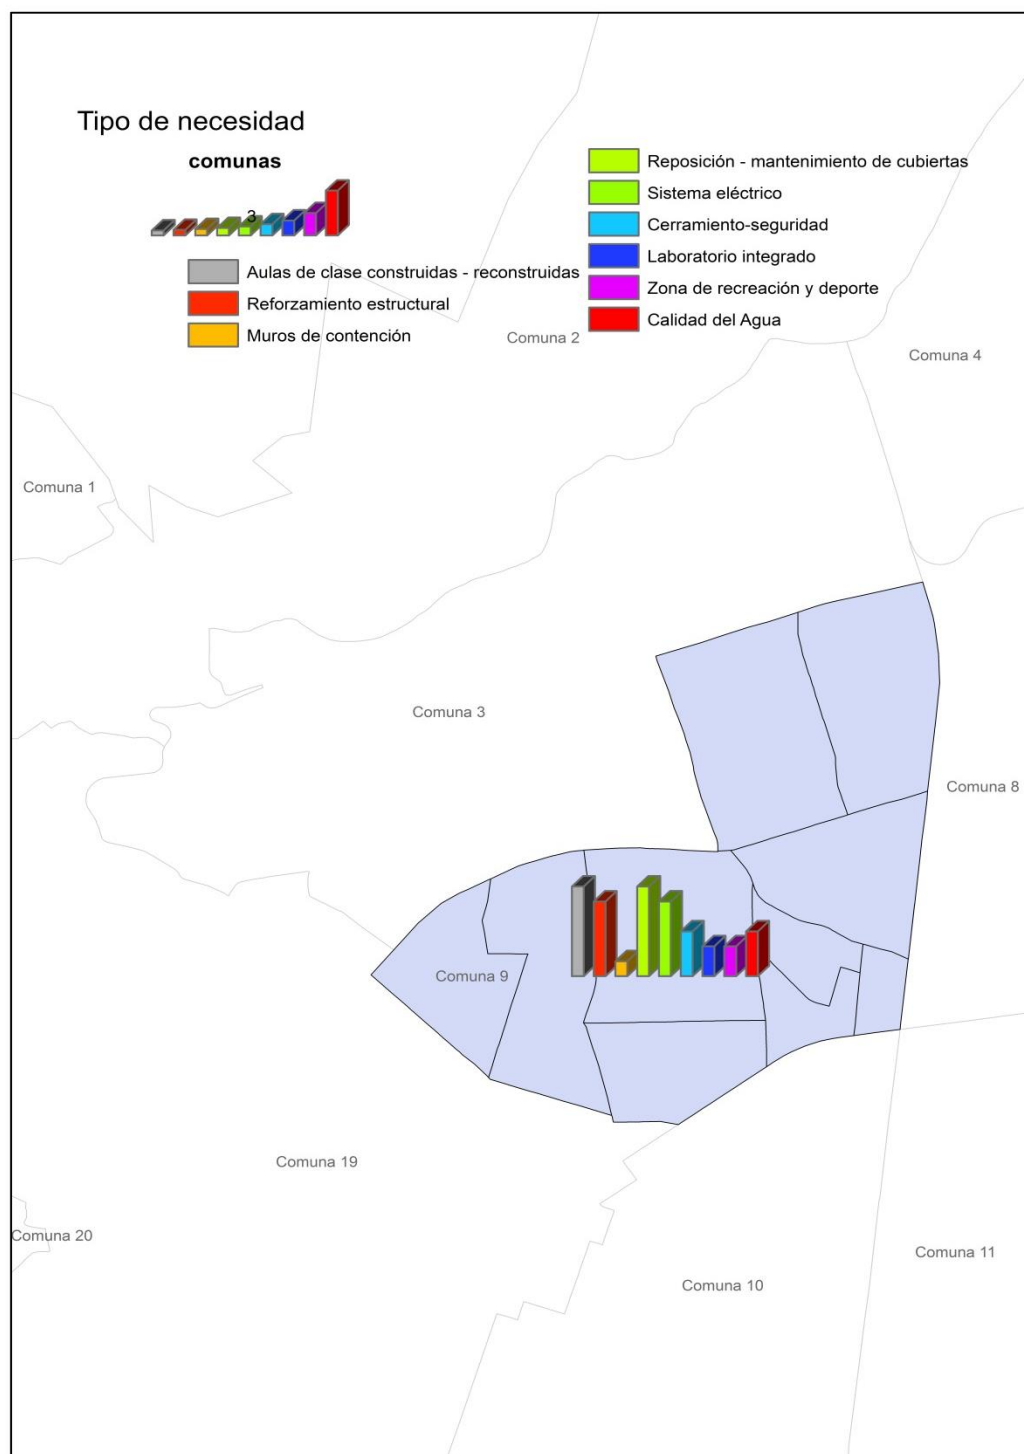 Tipo de necesidad
comunas
3
Aulas de clase construidas - reconstruidas
Reforzamiento estructural
Muros de contención
Reposición - mantenimiento de cubiertas
Sistema eléctrico
Cerramiento-seguridad
Laboratorio integrado
Zona de recreación y deporte
Calidad del Agua
Comuna 2
Comuna 4
Comuna 1
Comuna 3
Comuna 8
Comuna 9
Comuna 19
Comuna 20
Comuna 11
Comuna 10